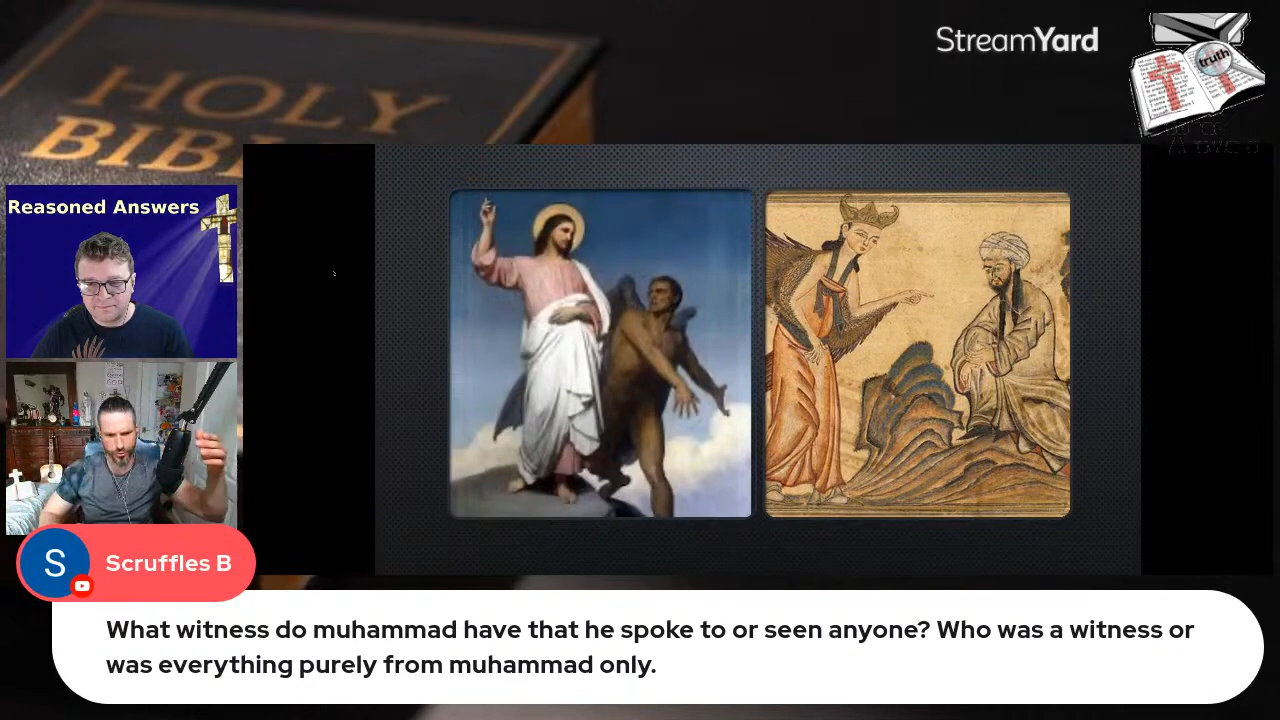 StreamYard
HOLY
truth
Reasoned Answers
S
Scruffles B
What witness do muhammad have that he spoke to or seen anyone? Who was a witness or
was everything purely from muhammad only.